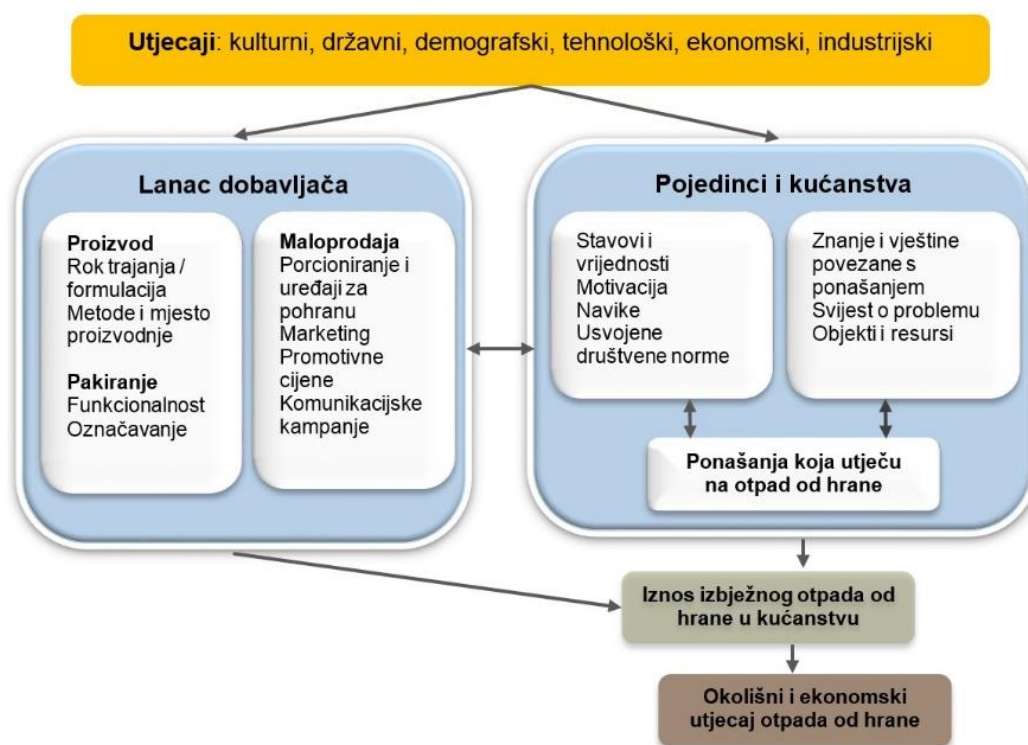 Utjecaji: kulturni, državni, demografski, tehnološki, ekonomski, industrijski
Lanac dobavljača
Proizvod
Rok trajanja /
formulacija
Metode i mjesto
proizvodnje
Pakiranje
Funkcionalnost
Označavanje
Maloprodaja
Porcioniranje i
uređaji za
pohranu
Marketing
Promotivne
cijene
Komunikacijske
kampanje
Pojedinci i kućanstva
Stavovi i
vrijednosti
Motivacija
Navike
Usvojene
društvene norme
Znanje i vještine
povezane s
ponašanjem
Svijest o problemu
Objekti i resursi
Ponašanja koja utječu
na otpad od hrane
Iznos izbježnog otpada od
hrane u kućanstvu
Okolišni i ekonomski
utjecaj otpada od hrane